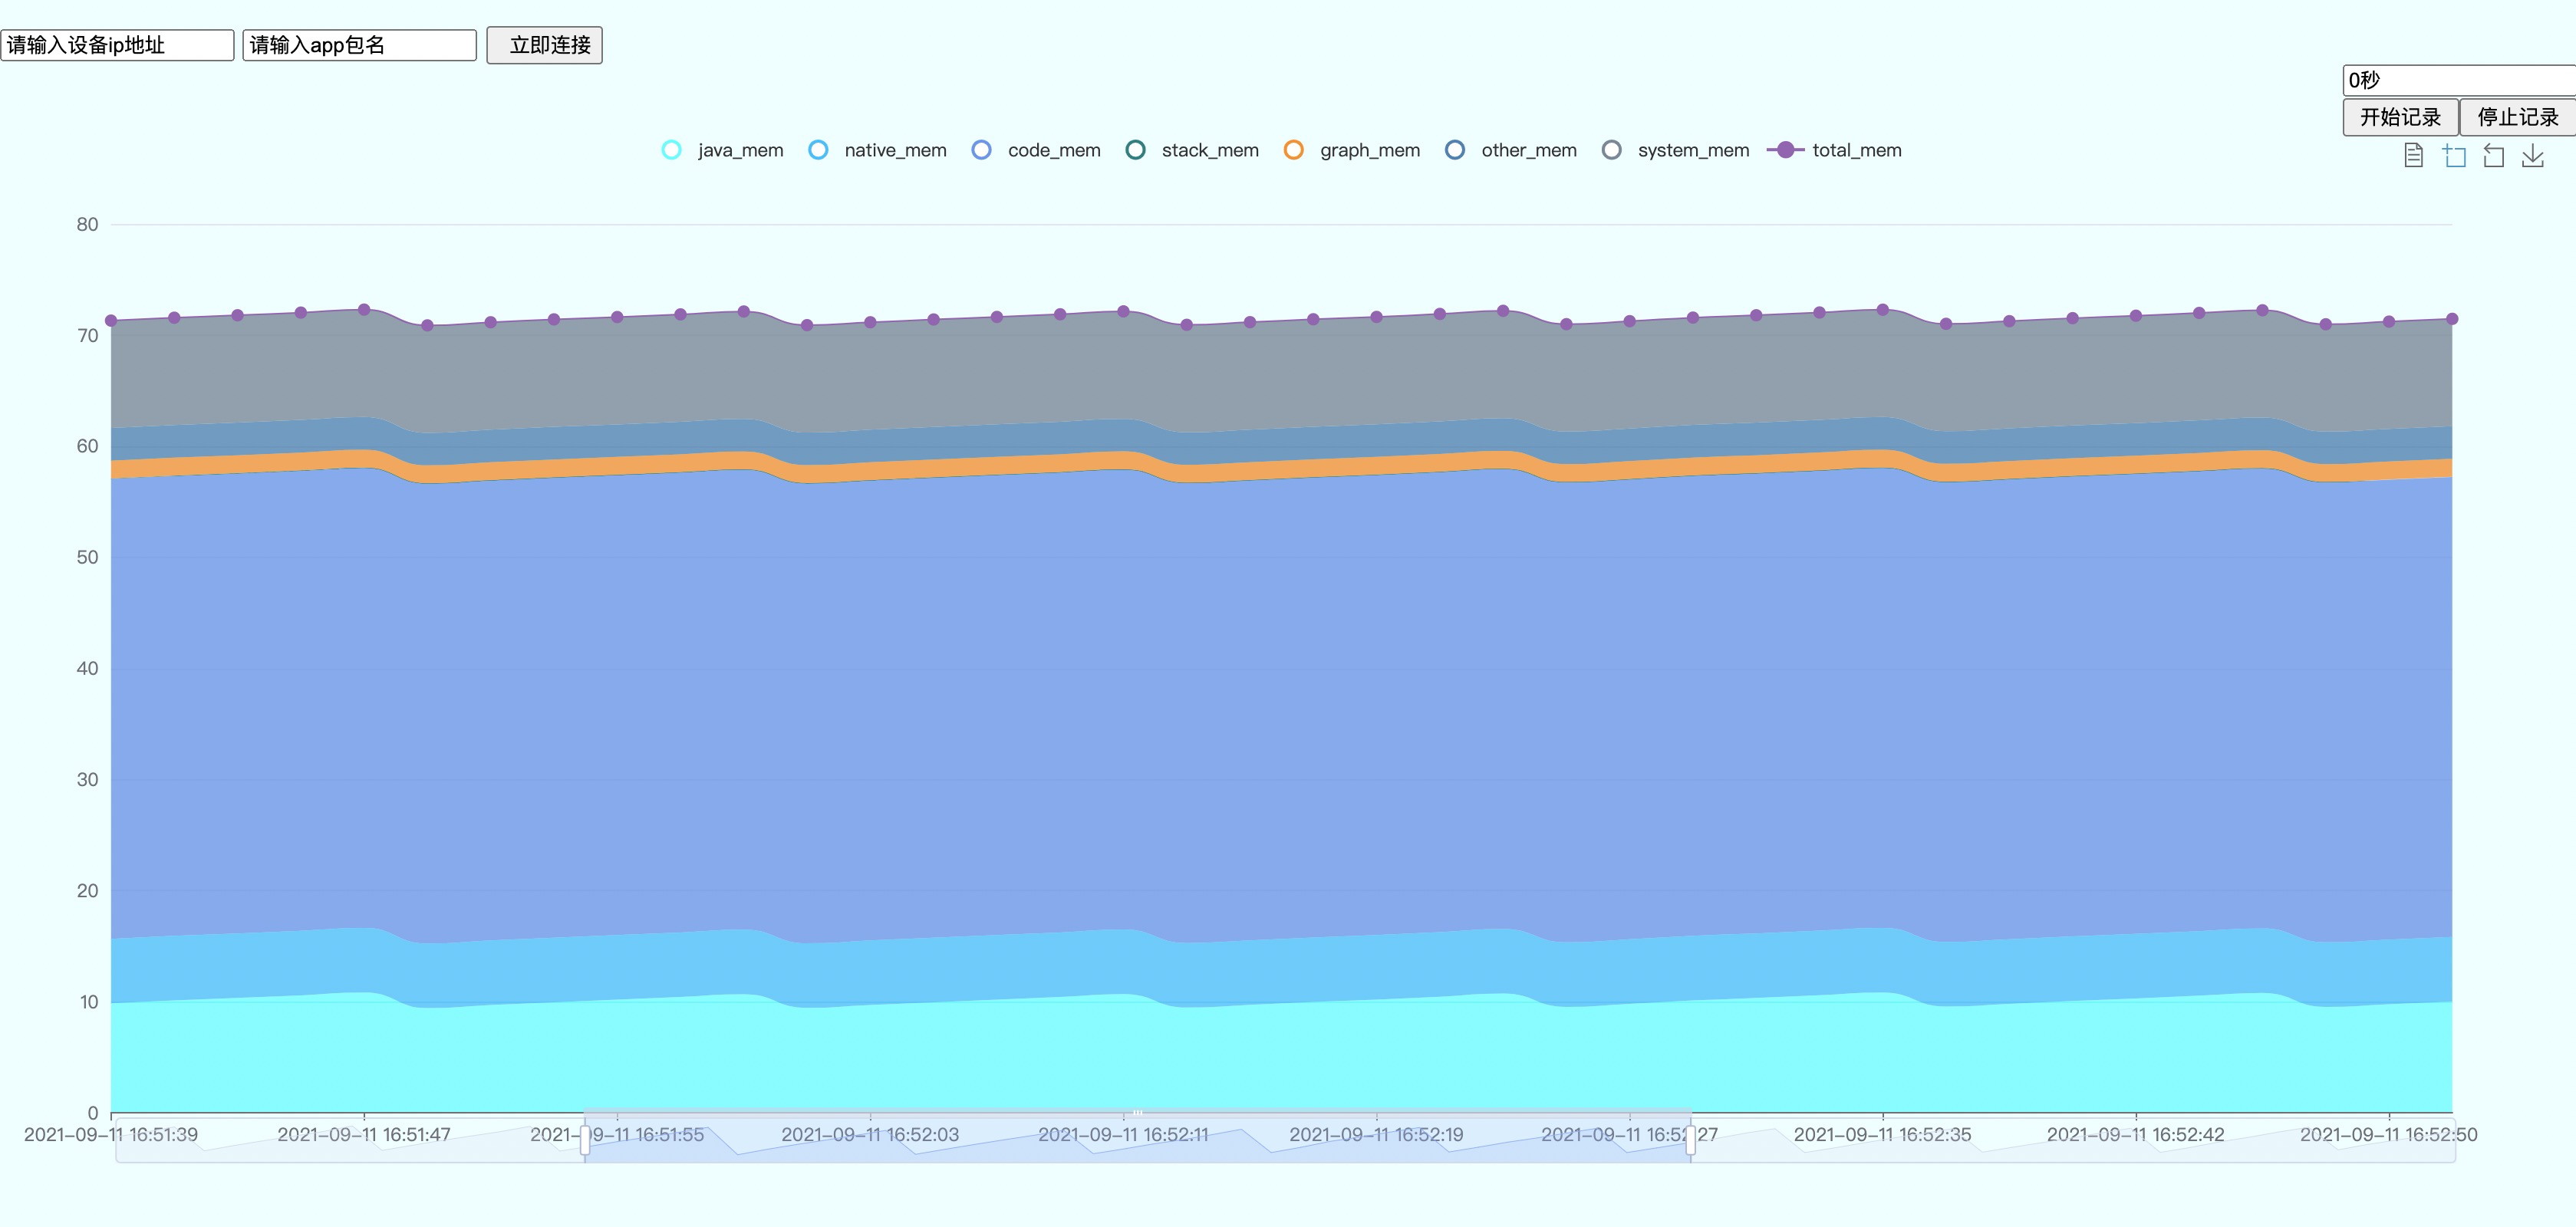 请输入设备ip地址 请输入app包名 立即连接
0秒
开始记录 停止记录
java_mem native_mem code_mem stack_mem graph_mem other_mem system_mem total_mem
80
70
60
50
40
30
20
10
0
2021-09-11 16:51:39 2021-09-11 16:51:47 2021-09-11 16:51:55 2021-09-11 16:52:03 2021-09-11 16:52:11 2021-09-11 16:52:19 2021-09-11 16:52:27 2021-09-11 16:52:35 2021-09-11 16:52:42 2021-09-11 16:52:50